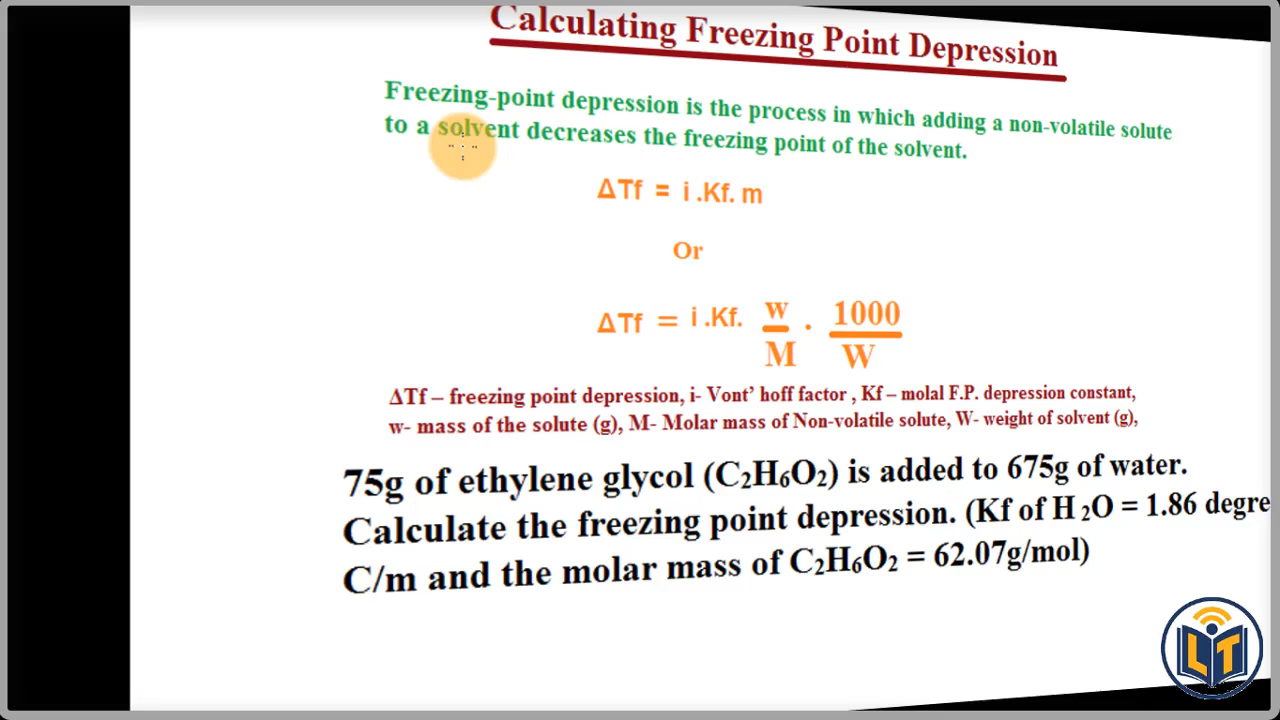 Calculating Freezing Point Depression
Freezing-point depression is the process in which adding a non-volatile solute
to a solvent decreases the freezing point of the solvent.
ΔTf = i .Kf. m
Or
ΔTf = i .Kf. w/M . 1000/W
ΔTf – freezing point depression, i- Vont’ hoff factor , Kf – molal F.P. depression constant,
w- mass of the solute (g), M- Molar mass of Non-volatile solute, W- weight of solvent (g),
75g of ethylene glycol (C₂H₆O₂) is added to 675g of water.
Calculate the freezing point depression. (Kf of H₂O = 1.86 degre
C/m and the molar mass of C₂H₆O₂ = 62.07g/mol)
LT